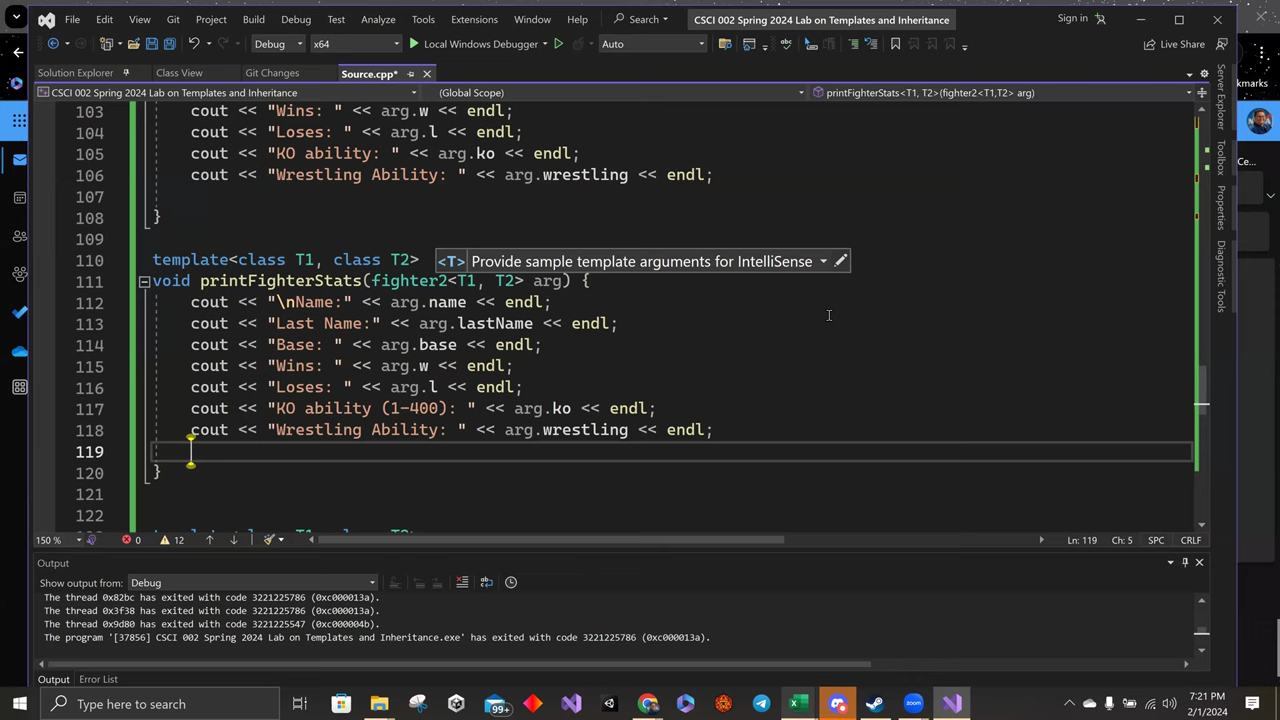 File Edit View Git Project Build Debug Test Analyze Tools Extensions Window Help Search CSCI 002 Spring 2024 Lab on Templates and Inheritance Sign in
Debug x64 Local Windows Debugger Auto Live Share
Solution Explorer Class View Git Changes Source.cpp*
CSCI 002 Spring 2024 Lab on Templates and Inheritance (Global Scope) printFighterStats<T1, T2>(fighter2<T1,T2> arg)
103 cout << "Wins: " << arg.w << endl;
104 cout << "Loses: " << arg.l << endl;
105 cout << "KO ability: " << arg.ko << endl;
106 cout << "Wrestling Ability: " << arg.wrestling << endl;
107
108 }
109
110 template<class T1, class T2> <T> Provide sample template arguments for IntelliSense
111 void printFighterStats(fighter2<T1, T2> arg) {
112 cout << "\nName:" << arg.name << endl;
113 cout << "Last Name:" << arg.lastName << endl;
114 cout << "Base: " << arg.base << endl;
115 cout << "Wins: " << arg.w << endl;
116 cout << "Loses: " << arg.l << endl;
117 cout << "KO ability (1-400): " << arg.ko << endl;
118 cout << "Wrestling Ability: " << arg.wrestling << endl;
119
120 }
121
122
150 % 0 12 Ln: 119 Ch: 5 SPC CRLF
Output
Show output from: Debug
The thread 0x82bc has exited with code 3221225786 (0xc000013a).
The thread 0x3f38 has exited with code 3221225786 (0xc000013a).
The thread 0x9d80 has exited with code 3221225547 (0xc000004b).
The program '[37856] CSCI 002 Spring 2024 Lab on Templates and Inheritance.exe' has exited with code 3221225786 (0xc000013a).
Output Error List
Server Explorer
Toolbox
Properties
Diagnostic Tools
kmarks
Ce...
Type here to search 99+ 7:21 PM
2/1/2024